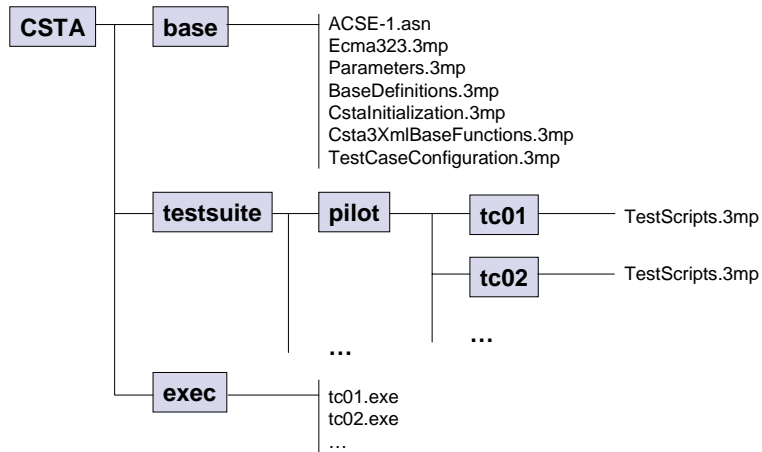 CSTA
base
ACSE-1.asn
Ecma323.3mp
Parameters.3mp
BaseDefinitions.3mp
CstaInitialization.3mp
Csta3XmlBaseFunctions.3mp
TestCaseConfiguration.3mp
testsuite
pilot
tc01
TestScripts.3mp
tc02
TestScripts.3mp
...
...
exec
tc01.exe
tc02.exe
...